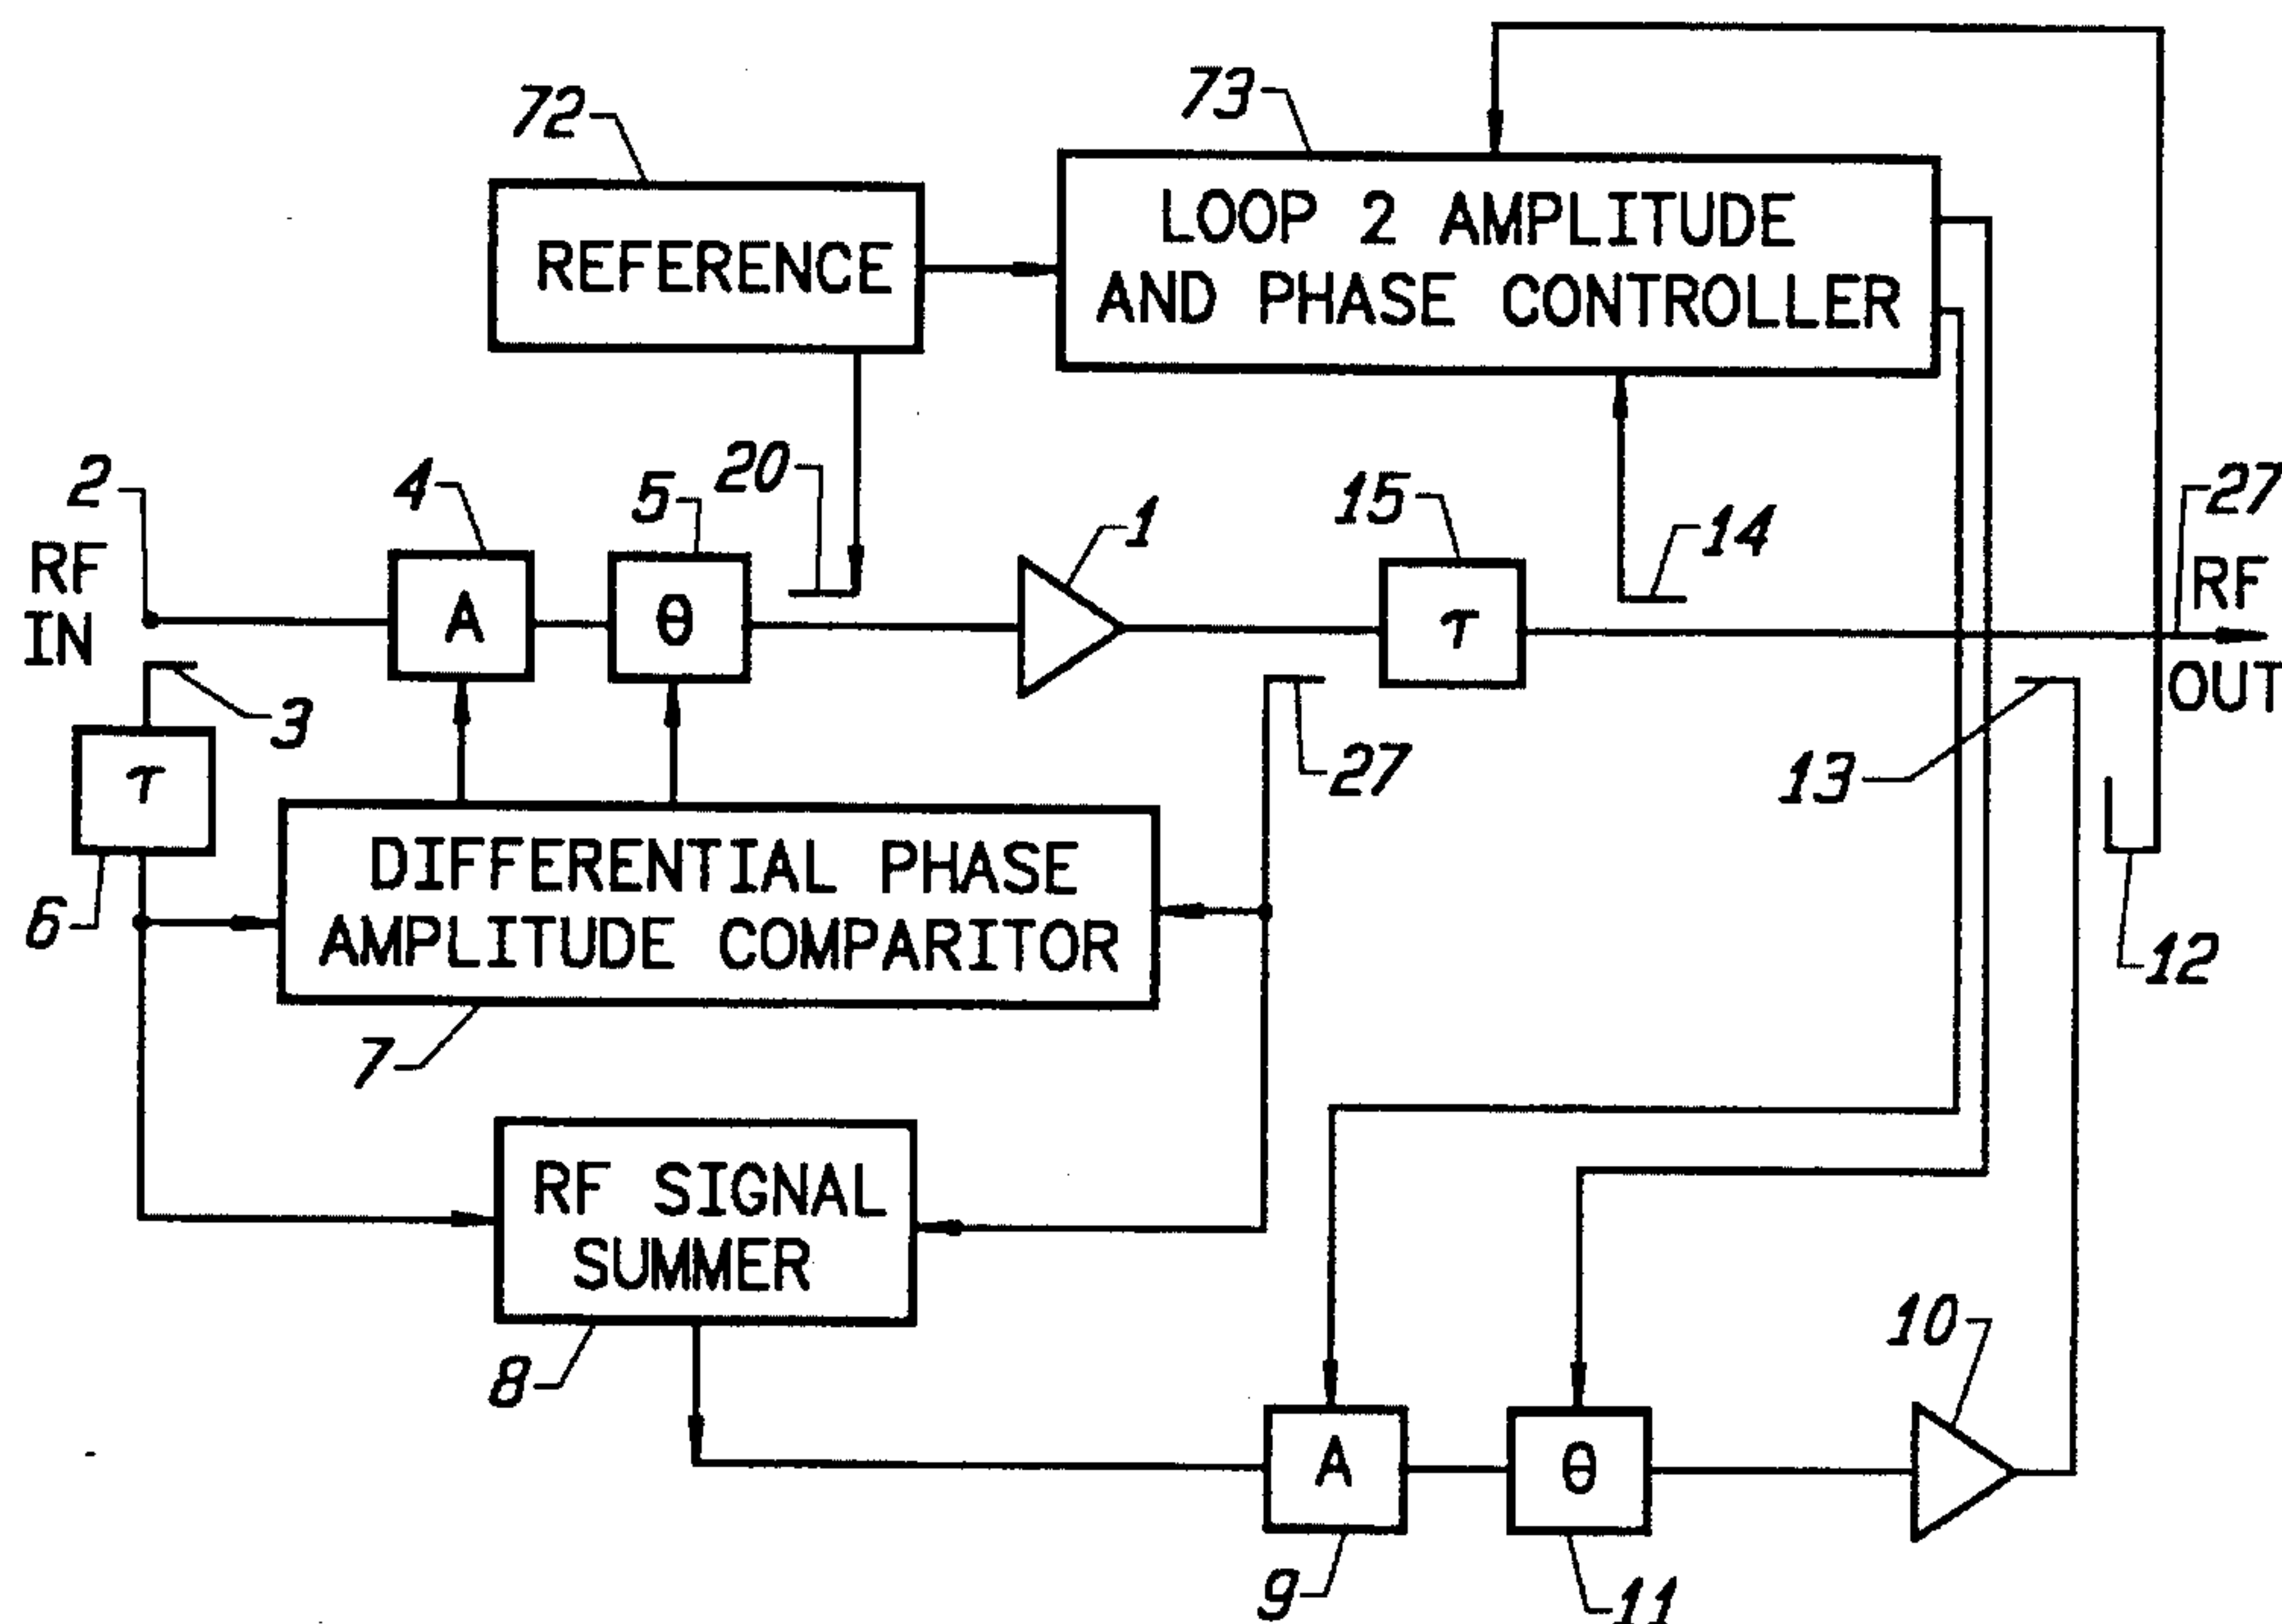 72
73
REFERENCE
LOOP 2 AMPLITUDE
AND PHASE CONTROLLER
2
4
5
20
1
15
14
27
RF
IN
A
θ
τ
RF
OUT
3
τ
27
13
6
DIFFERENTIAL PHASE
AMPLITUDE COMPARITOR
12
7
RF SIGNAL
SUMMER
8
10
A
θ
9
11